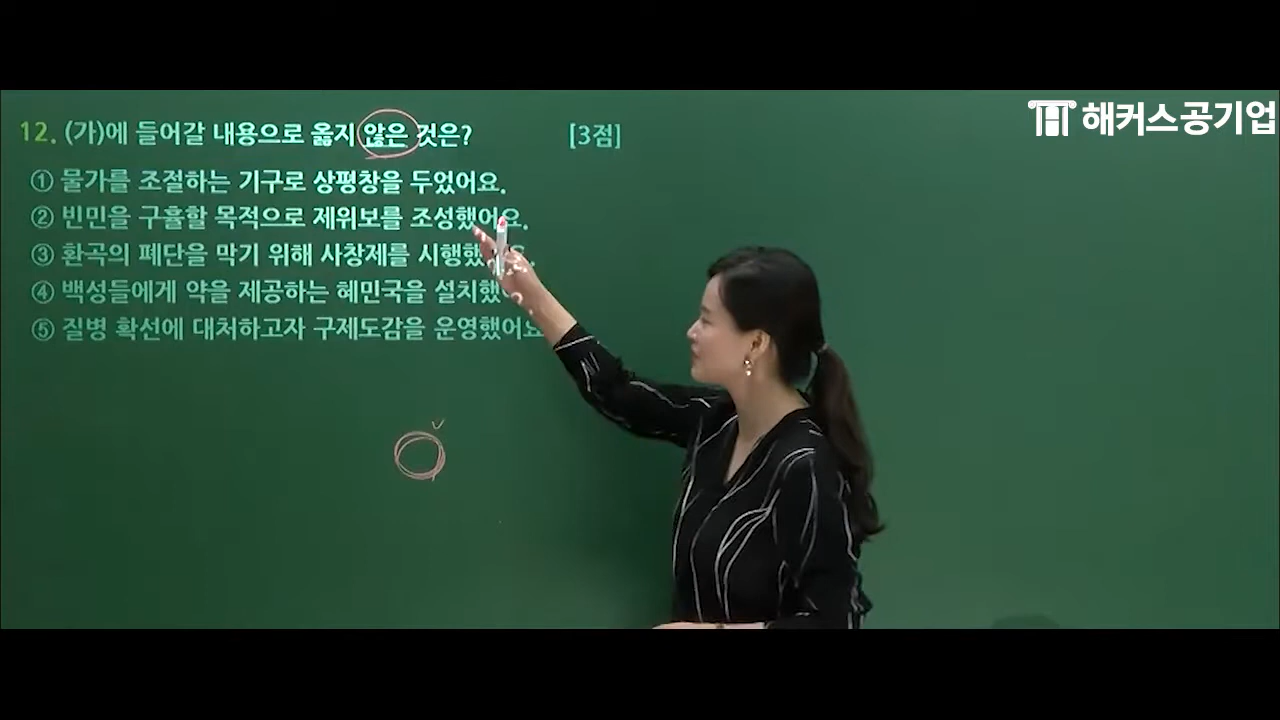 해커스공기업
12. (가)에 들어갈 내용으로 옳지 않은 것은? [3점]
① 물가를 조절하는 기구로 상평창을 두었어요.
② 빈민을 구휼할 목적으로 제위보를 조성했어요.
③ 환곡의 폐단을 막기 위해 사창제를 시행했
④ 백성들에게 약을 제공하는 혜민국을 설치했
⑤ 질병 확선에 대처하고자 구제도감을 운영했어요